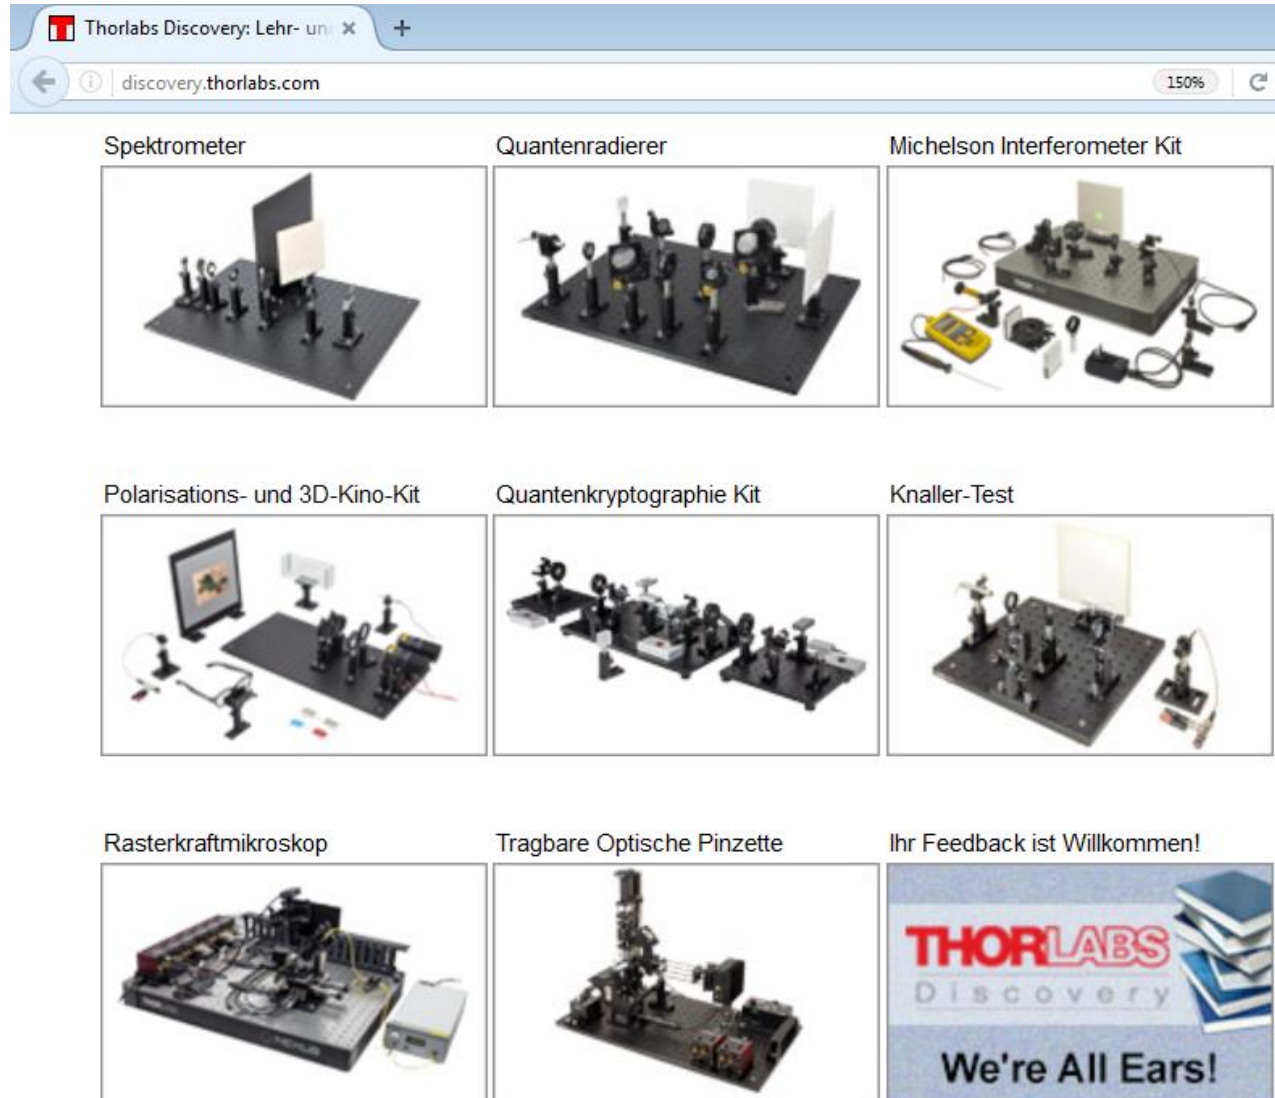 Thorlabs Discovery: Lehr- un
discovery.thorlabs.com
150%
Spektrometer
Quantenradierer
Michelson Interferometer Kit
Polarisations- und 3D-Kino-Kit
Quantenkryptographie Kit
Knaller-Test
Rasterkraftmikroskop
Tragbare Optische Pinzette
Ihr Feedback ist Willkommen!
NEXUS
THORLABS
Discovery
We're All Ears!